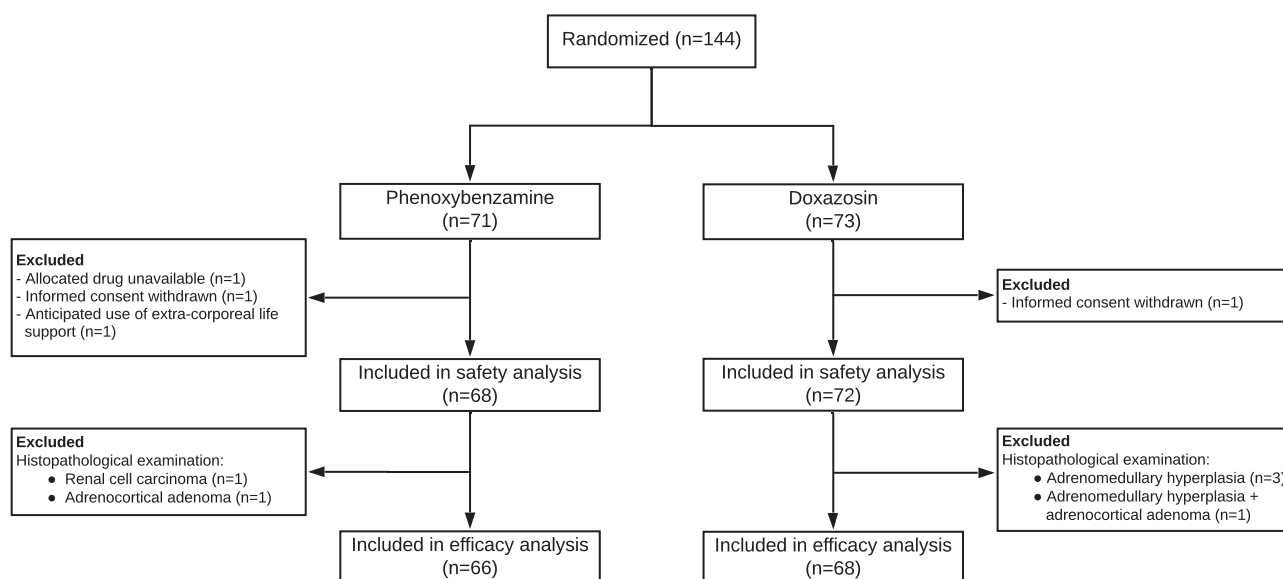 Randomized (n=144)
Phenoxybenzamine
(n=71)
Doxazosin
(n=73)
Excluded
- Allocated drug unavailable (n=1)
- Informed consent withdrawn (n=1)
- Anticipated use of extra-corporeal life
support (n=1)
Excluded
- Informed consent withdrawn (n=1)
Included in safety analysis
(n=68)
Included in safety analysis
(n=72)
Excluded
Histopathological examination:
● Renal cell carcinoma (n=1)
● Adrenocortical adenoma (n=1)
Excluded
Histopathological examination:
● Adrenomedullary hyperplasia (n=3)
● Adrenomedullary hyperplasia +
adrenocortical adenoma (n=1)
Included in efficacy analysis
(n=66)
Included in efficacy analysis
(n=68)